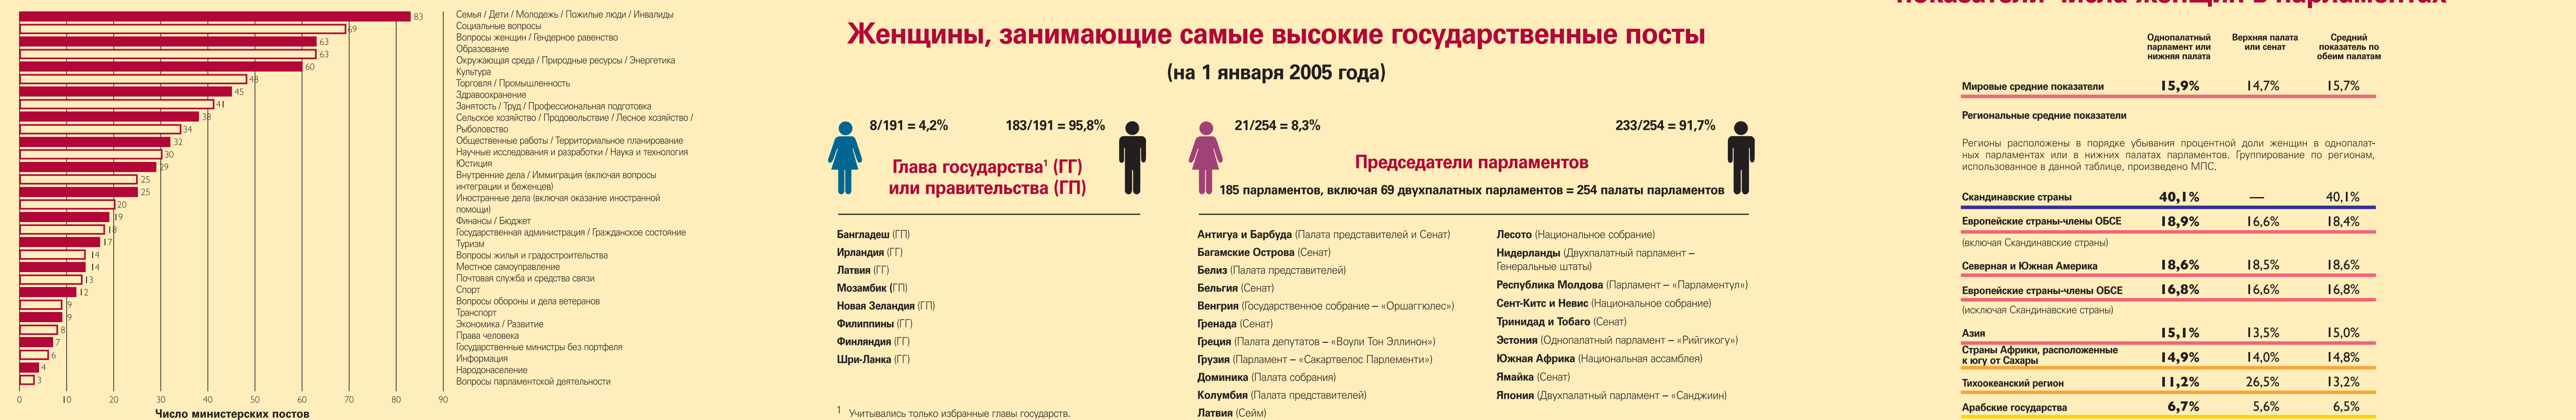 83
69
63
63
60
48
45
41
38
34
32
30
29
25
25
20
19
18
17
14
14
13
12
9
9
8
7
6
4
3
0 10 20 30 40 50 60 70 80 90
Число министерских постов
Семья / Дети / Молодежь / Пожилые люди / Инвалиды
Социальные вопросы
Вопросы женщин / Гендерное равенство
Образование
Окружающая среда / Природные ресурсы / Энергетика
Культура
Торговля / Промышленность
Здравоохранение
Занятость / Труд / Профессиональная подготовка
Сельское хозяйство / Продовольствие / Лесное хозяйство /
Рыболовство
Общественные работы / Территориальное планирование
Научные исследования и разработки / Наука и технология
Юстиция
Внутренние дела / Иммиграция (включая вопросы
интеграции и беженцев)
Иностранные дела (включая оказание иностранной
помощи)
Финансы / Бюджет
Государственная администрация / Гражданское состояние
Туризм
Вопросы жилья и градостроительства
Местное самоуправление
Почтовая служба и средства связи
Спорт
Вопросы обороны и дела ветеранов
Транспорт
Экономика / Развитие
Права человека
Государственные министры без портфеля
Информация
Народонаселение
Вопросы парламентской деятельности
Женщины, занимающие самые высокие государственные посты
(на 1 января 2005 года)
8/191 = 4,2% 183/191 = 95,8%
Глава государства¹ (ГГ)
или правительства (ГП)
Бангладеш (ГП)
Ирландия (ГГ)
Латвия (ГГ)
Мозамбик (ГП)
Новая Зеландия (ГП)
Филиппины (ГГ)
Финляндия (ГГ)
Шри-Ланка (ГГ)
1 Учитывались только избранные главы государств.
21/254 = 8,3% 233/254 = 91,7%
Председатели парламентов
185 парламентов, включая 69 двухпалатных парламентов = 254 палаты парламентов
Антигуа и Барбуда (Палата представителей и Сенат)
Багамские Острова (Сенат)
Белиз (Палата представителей)
Бельгия (Сенат)
Венгрия (Государственное собрание – «Оршаггюлес»)
Гренада (Сенат)
Греция (Палата депутатов – «Воули Тон Эллинон»)
Грузия (Парламент – «Сакартвелос Парлементи»)
Доминика (Палата собрания)
Колумбия (Палата представителей)
Латвия (Сейм)
Лесото (Национальное собрание)
Нидерланды (Двухпалатный парламент –
Генеральные штаты)
Республика Молдова (Парламент – «Парламентул»)
Сент-Китс и Невис (Национальное собрание)
Тринидад и Тобаго (Сенат)
Эстония (Однопалатный парламент – «Рийгикогу»)
Южная Африка (Национальная ассамблея)
Ямайка (Сенат)
Япония (Двухпалатный парламент – «Санджиин)
показатели числа женщин в парламентах
Однопалатный
парламент или
нижняя палата
Верхняя палата
или сенат
Средний
показатель по
обеим палатам
Мировые средние показатели 15,9% 14,7% 15,7%
Региональные средние показатели
Регионы расположены в порядке убывания процентной доли женщин в однопалат-
ных парламентах или в нижних палатах парламентов. Группирование по регионам,
использованное в данной таблице, произведено МПС.
Скандинавские страны 40,1% — 40,1%
Европейские страны-члены ОБСЕ 18,9% 16,6% 18,4%
(включая Скандинавские страны)
Северная и Южная Америка 18,6% 18,5% 18,6%
Европейские страны-члены ОБСЕ 16,8% 16,6% 16,8%
(исключая Скандинавские страны)
Азия 15,1% 13,5% 15,0%
Страны Африки, расположенные
к югу от Сахары 14,9% 14,0% 14,8%
Тихоокеанский регион 11,2% 26,5% 13,2%
Арабские государства 6,7% 5,6% 6,5%